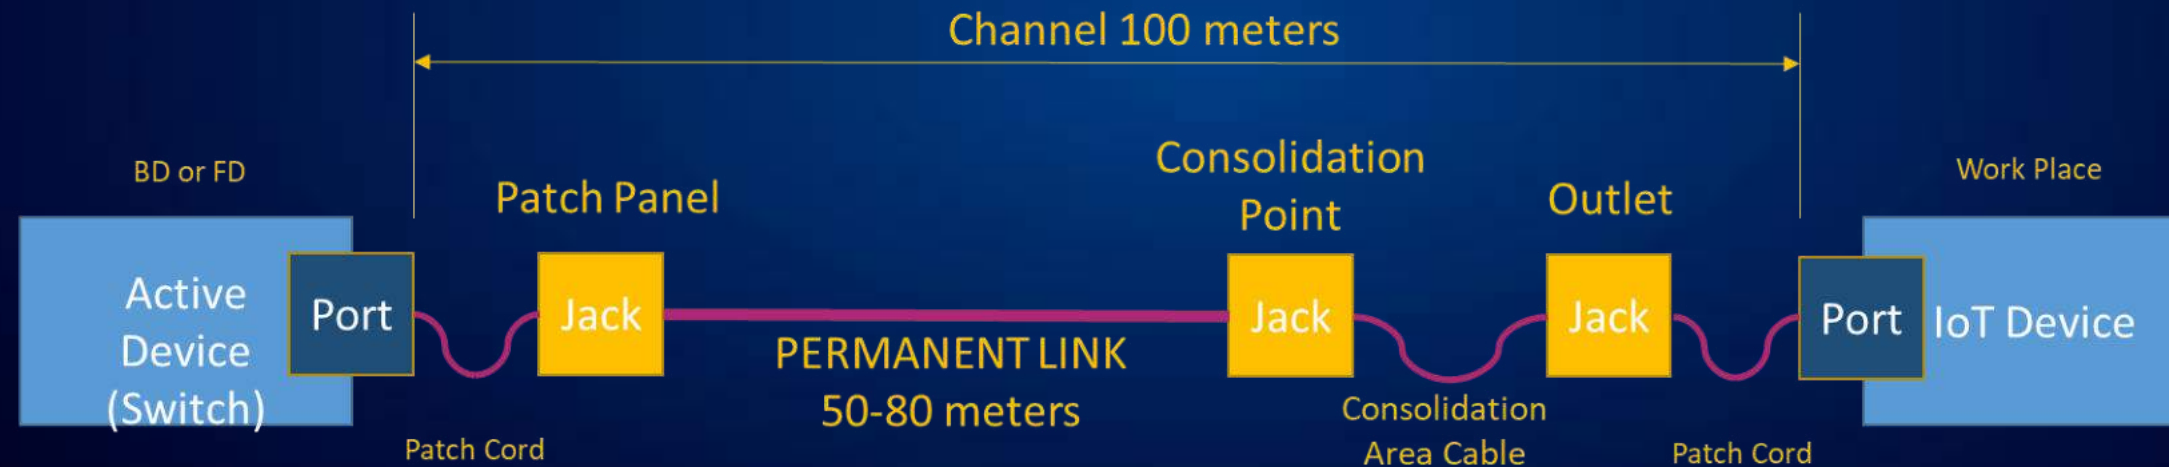 Channel 100 meters
BD or FD
Patch Panel
Consolidation
Point
Outlet
Work Place
Active
Device
(Switch)
Port
Jack
PERMANENT LINK
50-80 meters
Jack
Jack
Port
IoT Device
Patch Cord
Consolidation
Area Cable
Patch Cord